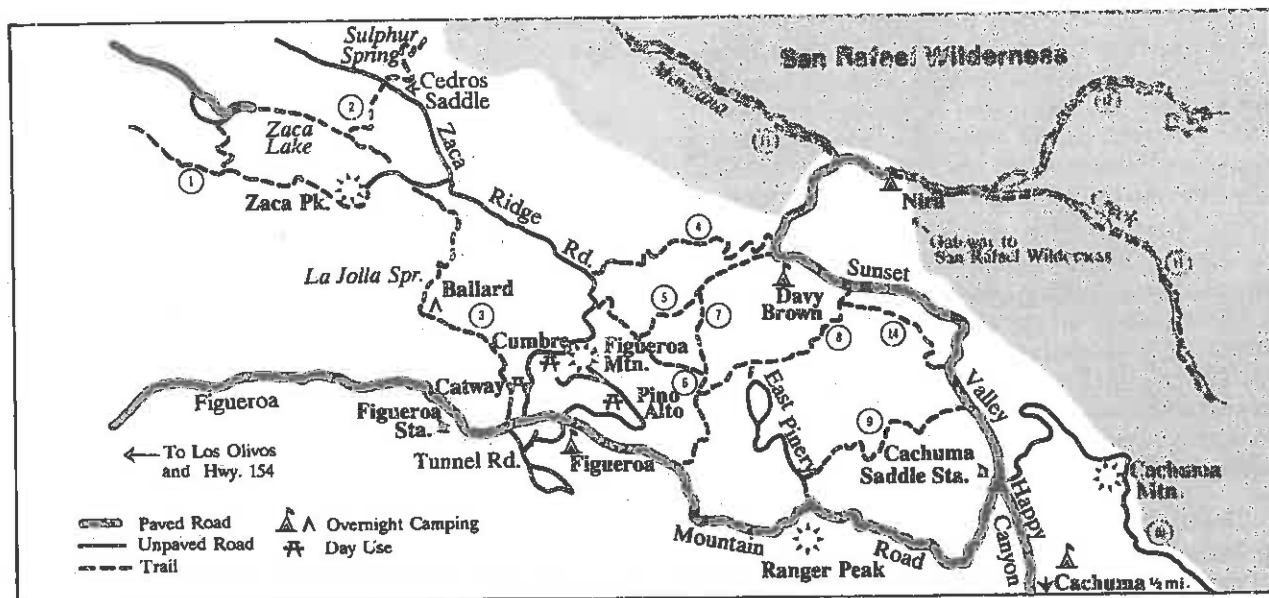 San Rafael Wilderness
Sulphur
Spring
Cedros
Saddle
2
Manzana
Zaca
Lake
Zaca
1
Zaca Pk.
Nira
Ridge
Rd.
4
Gateway to
San Rafael Wilderness
Sunset
La Jolla Spr.
Ballard
3
5
7
Davy
Brown
8
14
Cumbre
Figueroa
Mtn.
Catway
6
Pino
Alto
East Pinery
Valley
Figueroa
Figueroa
Sta.
9
To Los Olivos
and Hwy. 154
Tunnel Rd.
Figueroa
Cachuma
Saddle Sta.
Happy
Canyon
Cachuma
Mtn.
Paved Road
Overnight Camping
Unpaved Road
Day Use
Trail
Mountain
Road
Ranger Peak
Cachuma ½ mi.